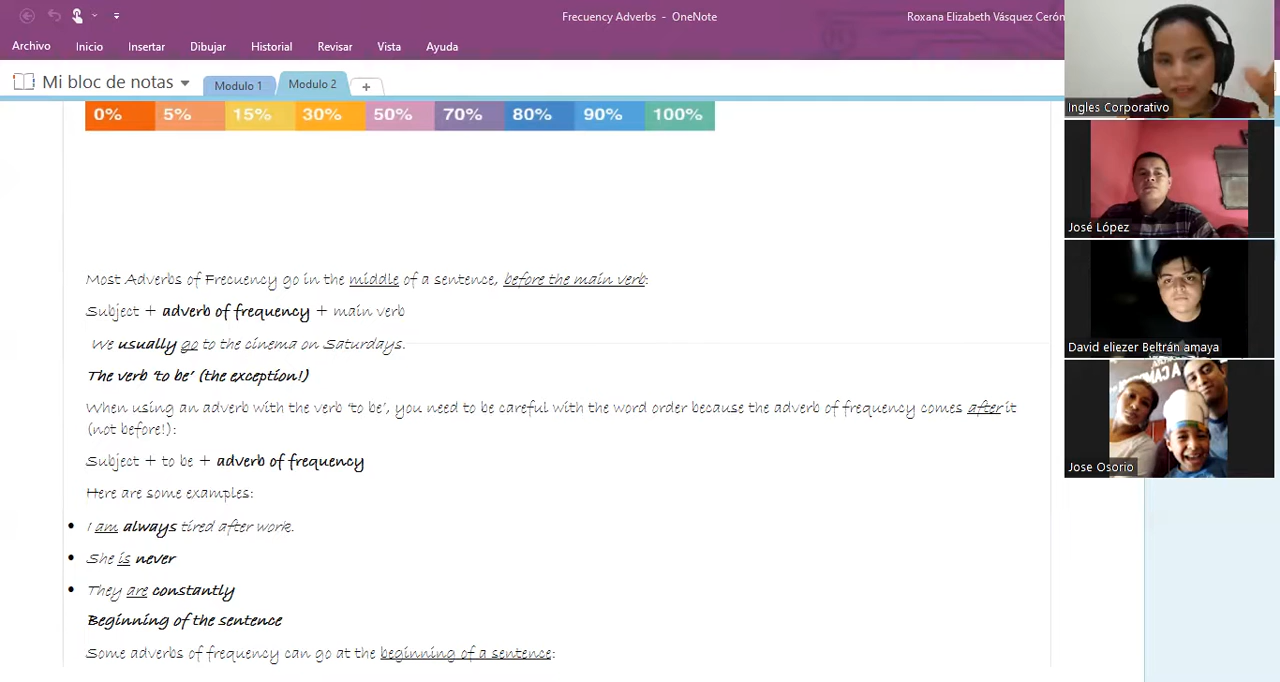 Frecuency Adverbs - OneNote
Roxana Elizabeth Vásquez Cerón
Archivo Inicio Insertar Dibujar Historial Revisar Vista Ayuda
Mi bloc de notas Modulo 1 Modulo 2 +
0% 5% 15% 30% 50% 70% 80% 90% 100%
Most Adverbs of Frecuency go in the middle of a sentence, before the main verb:
Subject + adverb of frequency + main verb
We usually go to the cinema on Saturdays.
The verb 'to be' (the exception!)
When using an adverb with the verb 'to be', you need to be careful with the word order because the adverb of frequency comes after it
(not before!):
Subject + to be + adverb of frequency
Here are some examples:
• I am always tired after work.
• She is never
• They are constantly
Beginning of the sentence
Some adverbs of frequency can go at the beginning of a sentence:
Ingles Corporativo
José López
David eliezer Beltrán amaya
Jose Osorio